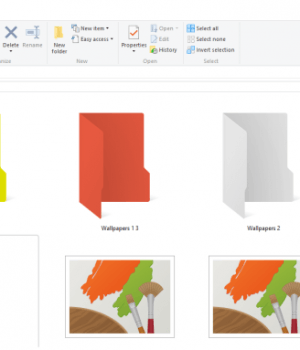 Delete Rename
New folder
New item
Easy access
New
Properties
Open
Edit
History
Open
Select all
Select none
Invert selection
Select
Wallpapers 1 3
Wallpapers 2